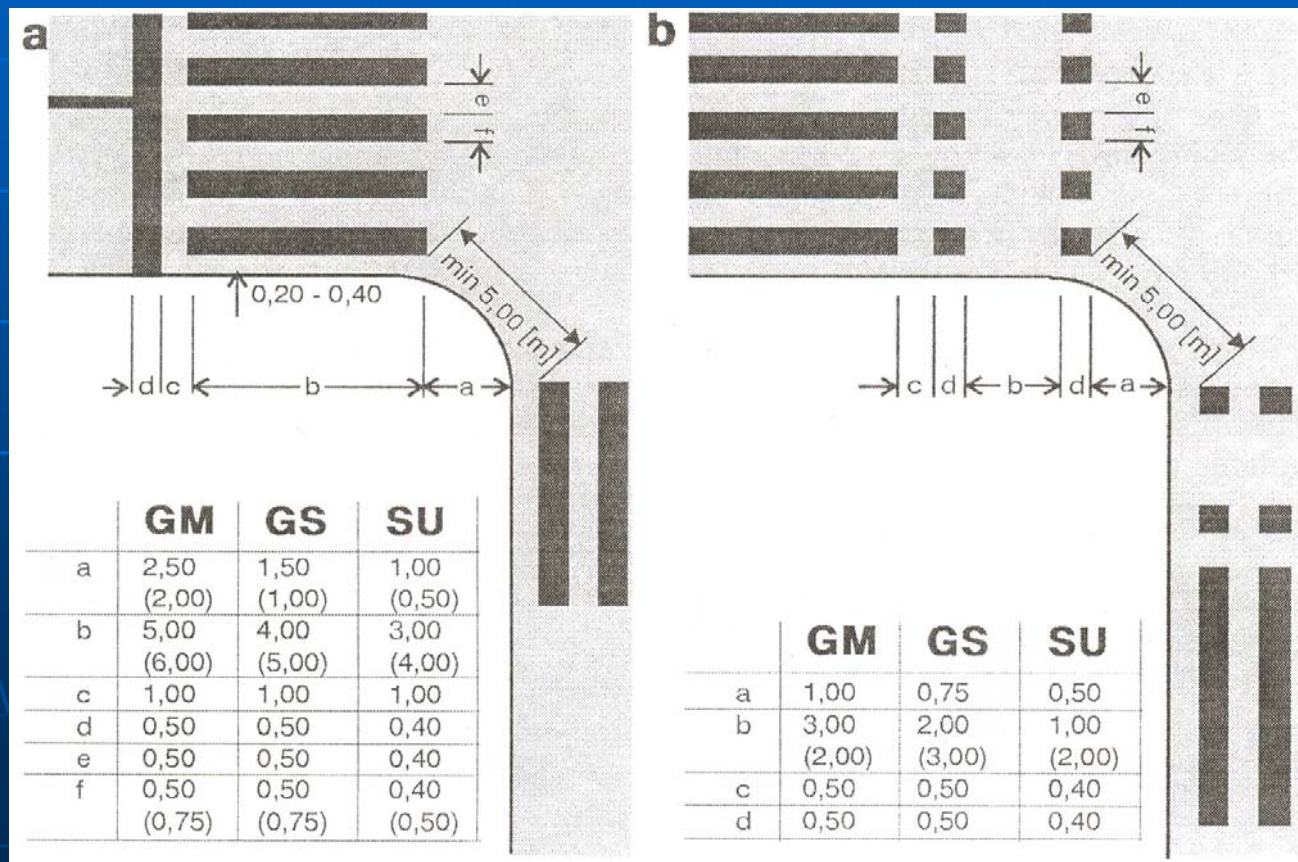 a
e
f
min 5,00 [m]
0,20 - 0,40
d c b a
GM GS SU
a 2,50 1,50 1,00
(2,00) (1,00) (0,50)
b 5,00 4,00 3,00
(6,00) (5,00) (4,00)
c 1,00 1,00 1,00
d 0,50 0,50 0,40
e 0,50 0,50 0,40
f 0,50 0,50 0,40
(0,75) (0,75) (0,50)
b
e
f
min 5,00 [m]
c d b d a
GM GS SU
a 1,00 0,75 0,50
b 3,00 2,00 1,00
(2,00) (3,00) (2,00)
c 0,50 0,50 0,40
d 0,50 0,50 0,40